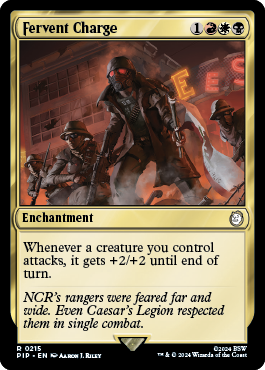 Fervent Charge 1
E
E
S
Enchantment
Whenever a creature you control
attacks, it gets +2/+2 until end of
turn.
NCR's rangers were feared far and
wide. Even Caesar's Legion respected
them in single combat.
R 0215
PIP • EN AARON J. RILEY
©2024 BSW
™ & © 2024 Wizards of the Coast